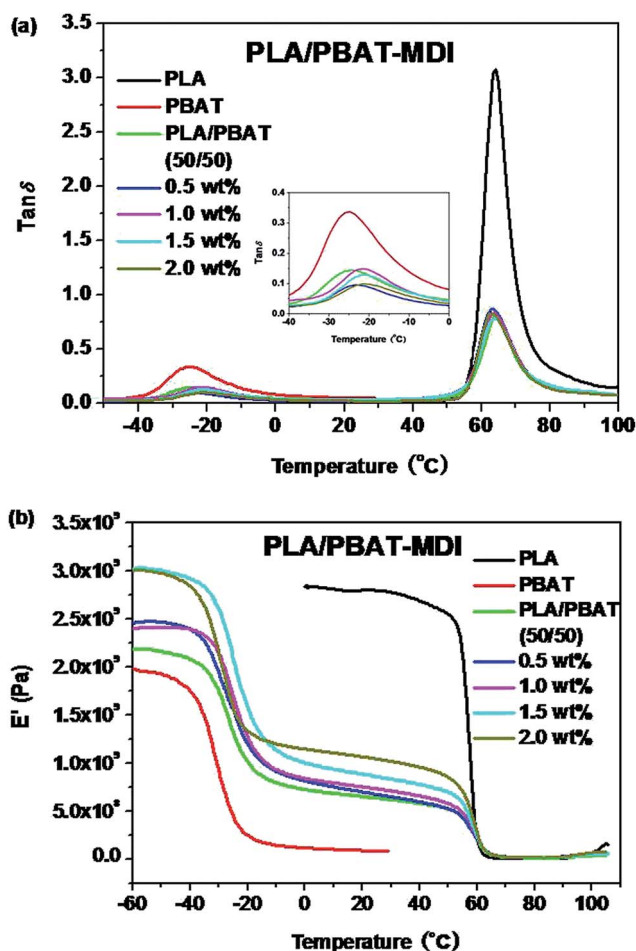 (a)
PLA/PBAT-MDI
PLA
PBAT
PLA/PBAT
(50/50)
0.5 wt%
1.0 wt%
1.5 wt%
2.0 wt%
3.5
3.0
2.5
2.0
1.5
1.0
0.5
0.0
Tanδ
0.4
0.3
0.2
0.1
0.0
Tanδ
-40 -30 -20 -10 0
Temperature (°C)
-40 -20 0 20 40 60 80 100
Temperature (°C)
(b)
PLA/PBAT-MDI
PLA
PBAT
PLA/PBAT
(50/50)
0.5 wt%
1.0 wt%
1.5 wt%
2.0 wt%
3.5x10⁹
3.0x10⁹
2.5x10⁹
2.0x10⁹
1.5x10⁹
1.0x10⁹
5.0x10⁸
0.0
E' (Pa)
-60 -40 -20 0 20 40 60 80 100
Temperature (°C)